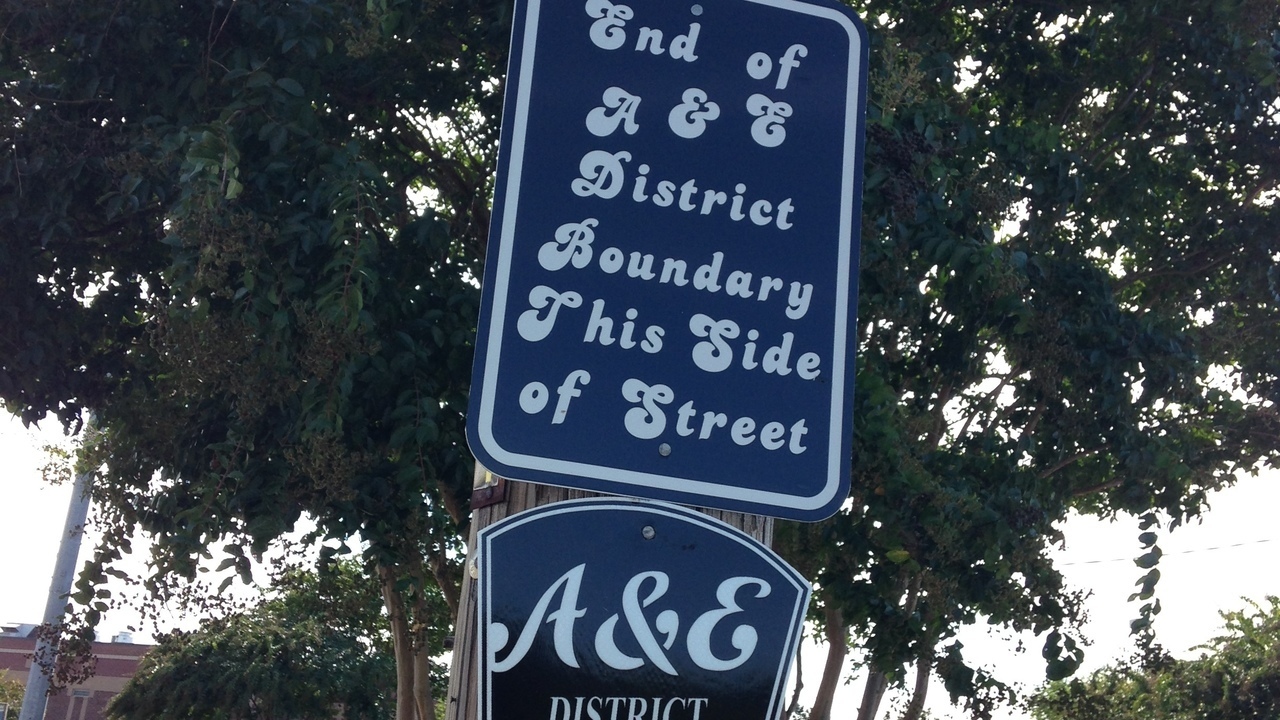 End of
A & E
District
Boundary
This Side
of Street
A&E
DISTRICT